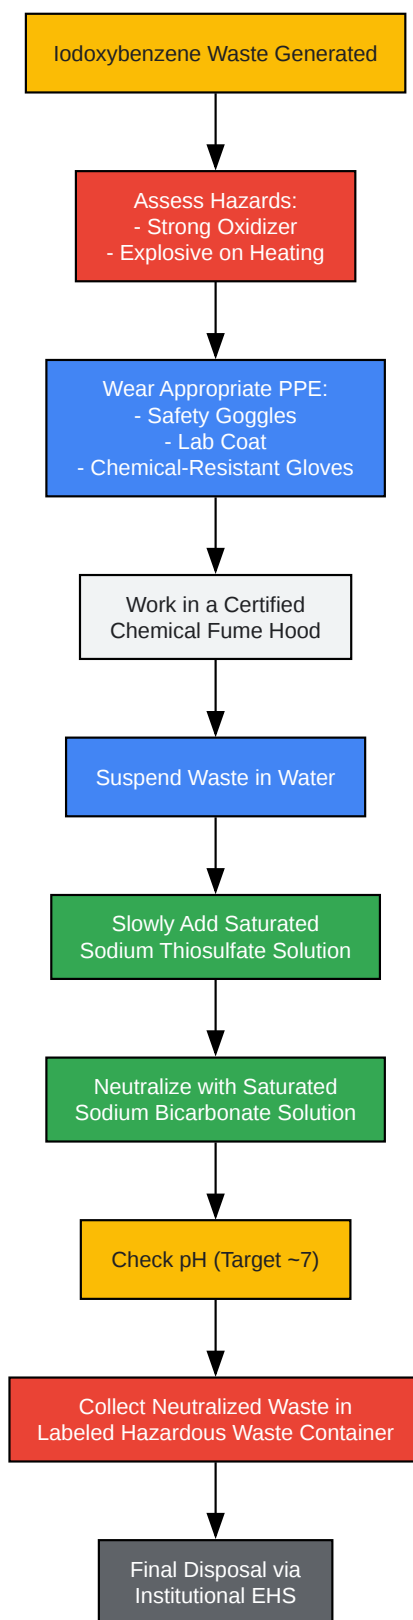 Iodoxybenzene Waste Generated
Assess Hazards:
- Strong Oxidizer
- Explosive on Heating
Wear Appropriate PPE:
- Safety Goggles
- Lab Coat
- Chemical-Resistant Gloves
Work in a Certified
Chemical Fume Hood
Suspend Waste in Water
Slowly Add Saturated
Sodium Thiosulfate Solution
Neutralize with Saturated
Sodium Bicarbonate Solution
Check pH (Target ~7)
Collect Neutralized Waste in
Labeled Hazardous Waste Container
Final Disposal via
Institutional EHS